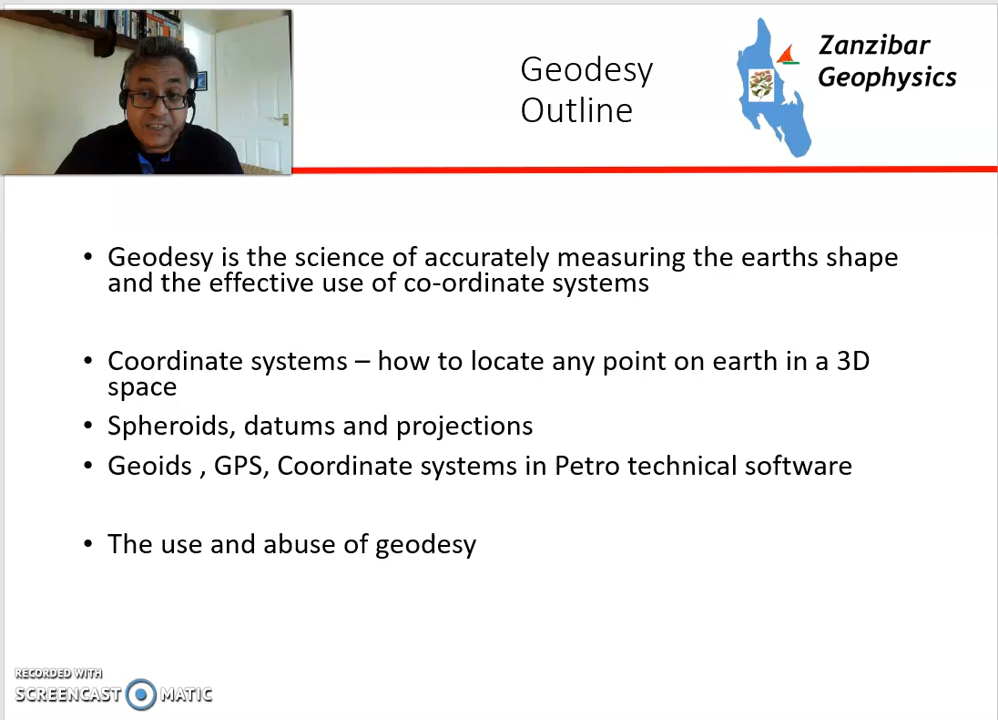 Geodesy
Outline
Zanzibar
Geophysics
• Geodesy is the science of accurately measuring the earths shape
and the effective use of co-ordinate systems
• Coordinate systems – how to locate any point on earth in a 3D
space
• Spheroids, datums and projections
• Geoids , GPS, Coordinate systems in Petro technical software
• The use and abuse of geodesy
RECORDED WITH
SCREENCAST MATIC